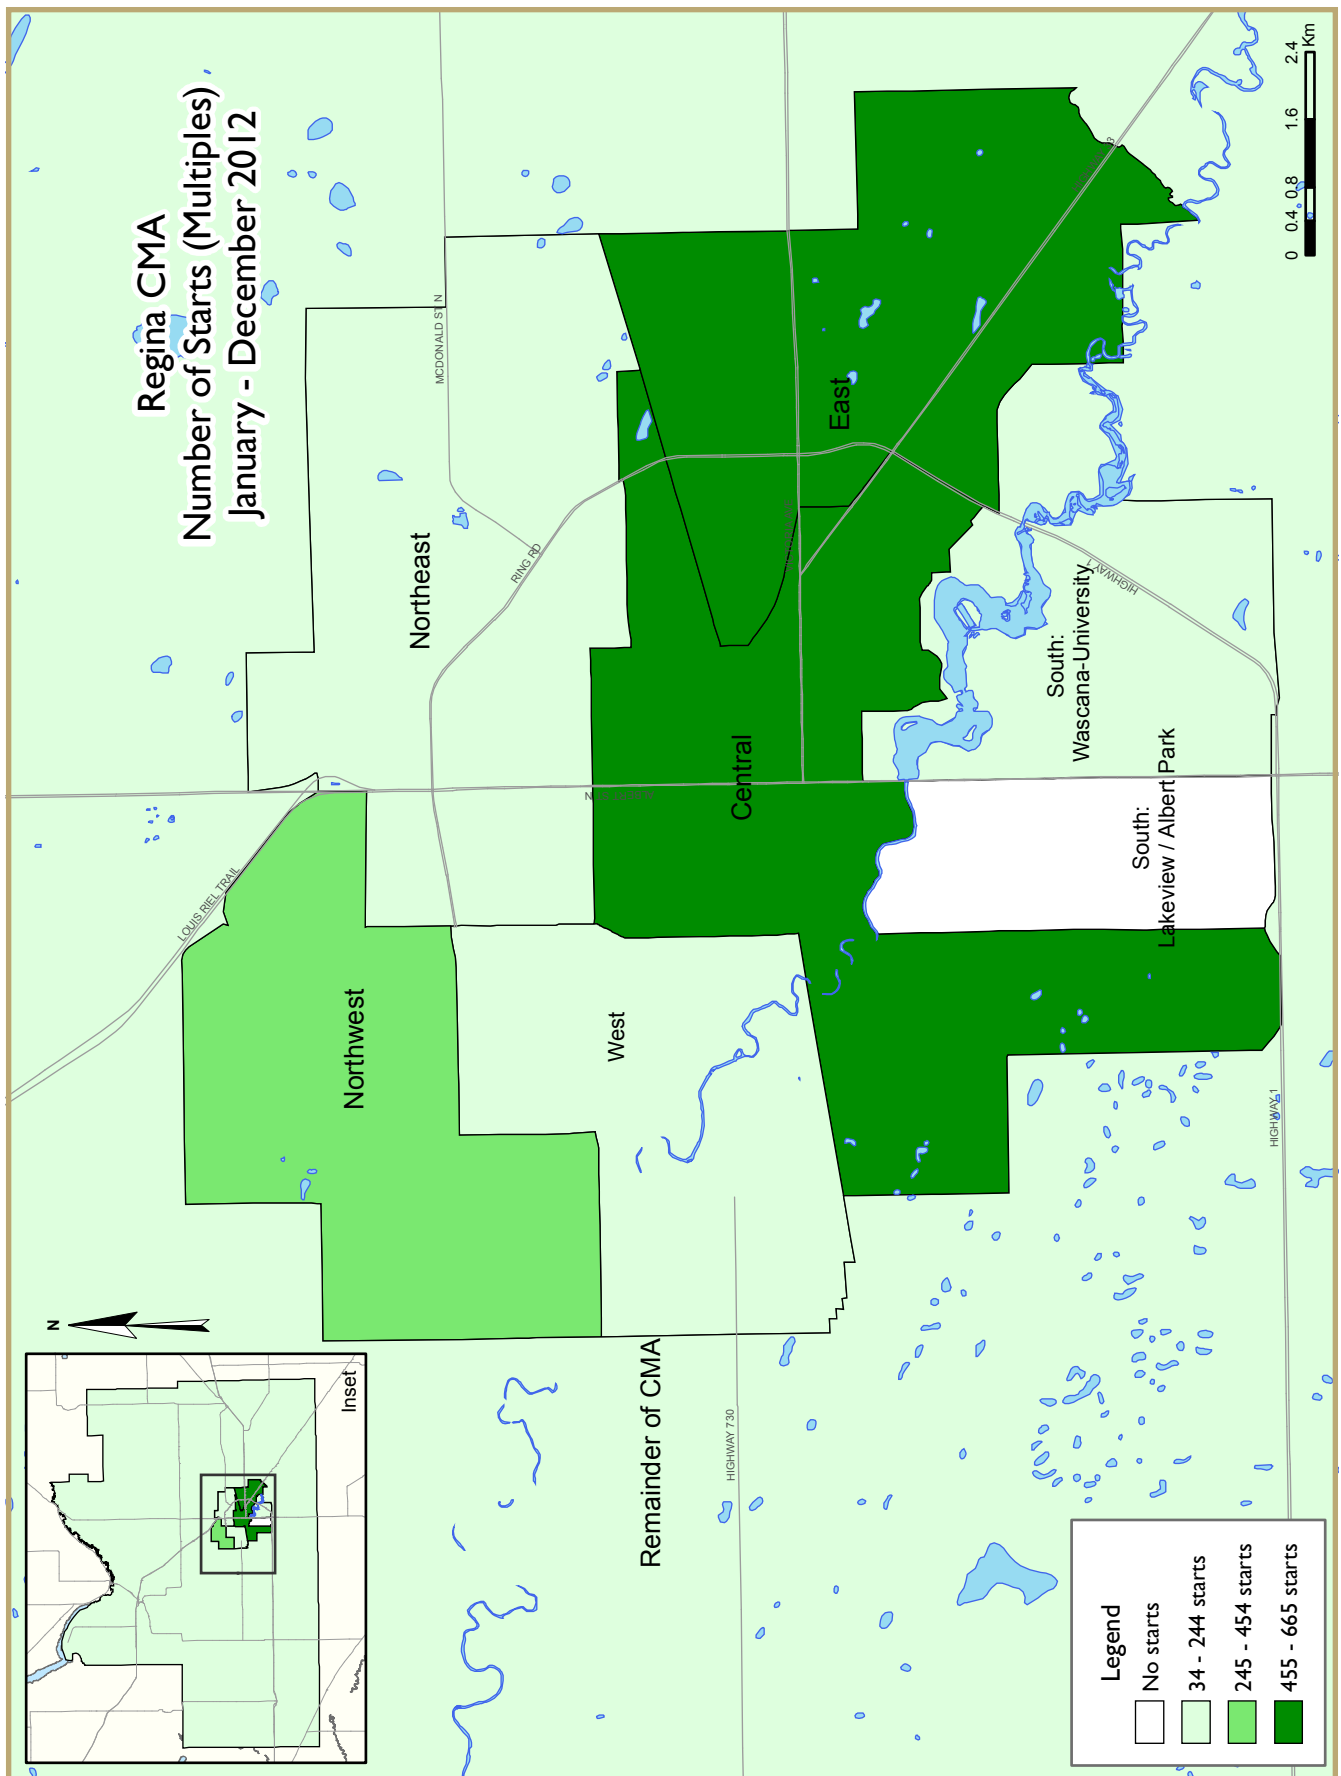 Regina CMA
Number of Starts (Multiples)
January - December 2012
N
Inset
LOUIS RIEL TRAIL
MCDONALD ST N
RING RD
Northeast
Northwest
West
Central
East
South:
Wascana-University
South:
Lakeview / Albert Park
Remainder of CMA
HIGHWAY 730
HIGHWAY 1
HIGHWAY 1
Legend
No starts
34 - 244 starts
245 - 454 starts
455 - 665 starts
0 0.4 0.8 1.6 2.4
Km